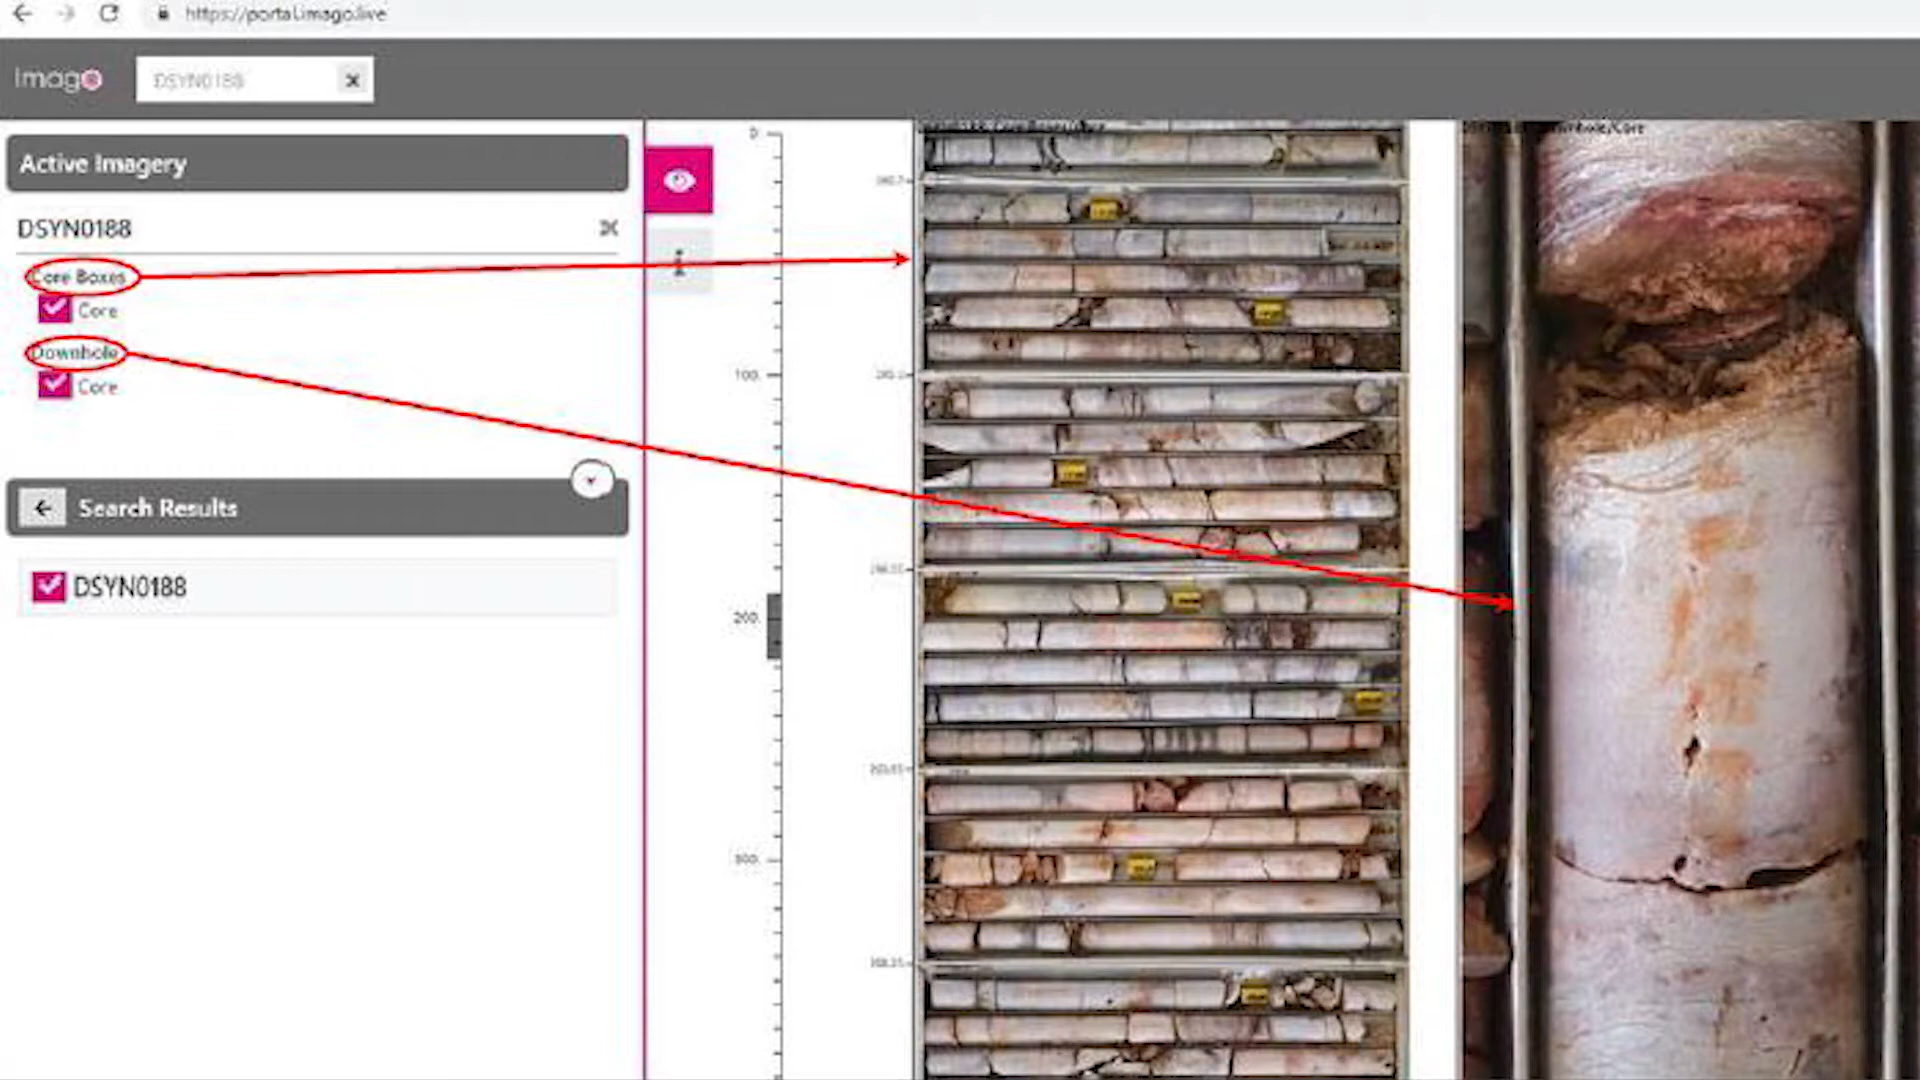 https://portal.imago.live
Imago
DSYN0188
Active Imagery
DSYN0188
Core Boxes
Core
Downhole
Core
Search Results
DSYN0188
0.
100.
200.
300.